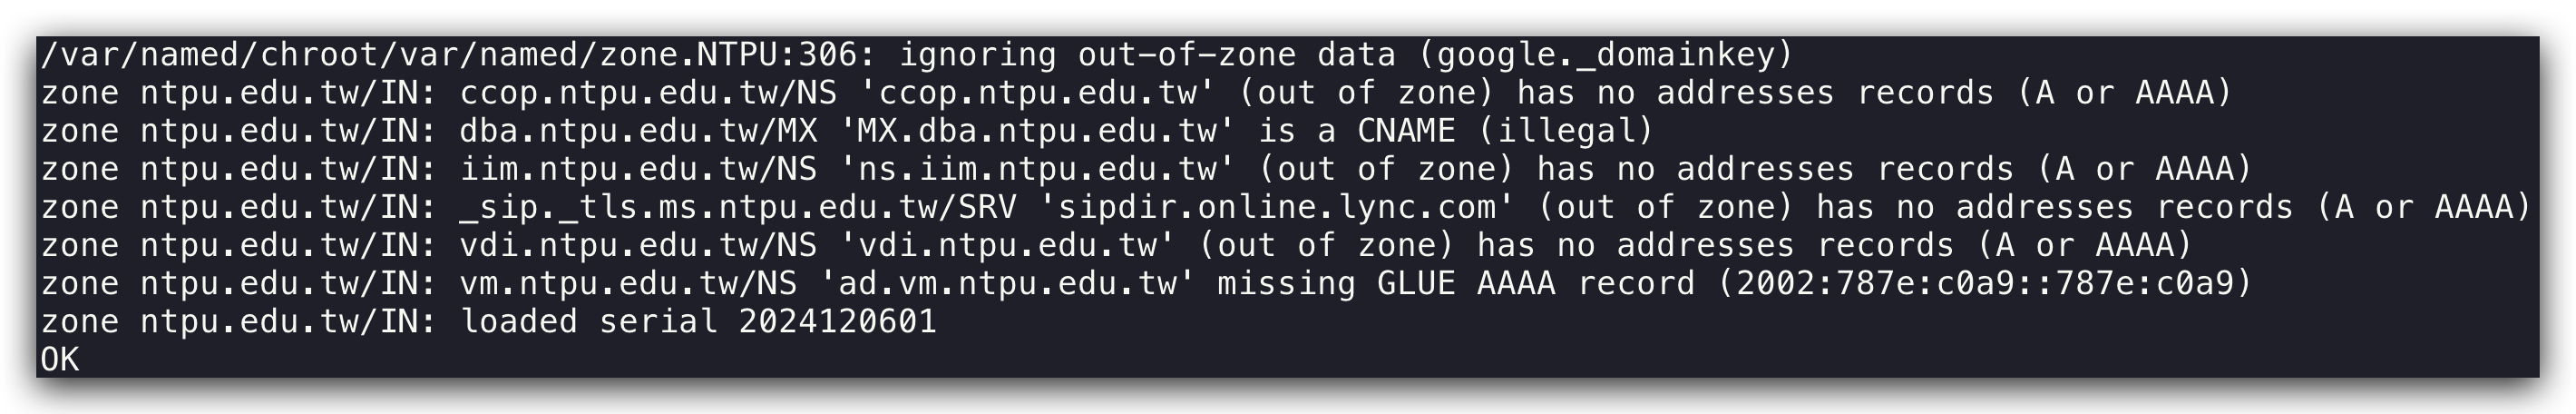 /var/named/chroot/var/named/zone.NTPU:306: ignoring out-of-zone data (google._domainkey)
zone ntpu.edu.tw/IN: ccop.ntpu.edu.tw/NS 'ccop.ntpu.edu.tw' (out of zone) has no addresses records (A or AAAA)
zone ntpu.edu.tw/IN: dba.ntpu.edu.tw/MX 'MX.dba.ntpu.edu.tw' is a CNAME (illegal)
zone ntpu.edu.tw/IN: iim.ntpu.edu.tw/NS 'ns.iim.ntpu.edu.tw' (out of zone) has no addresses records (A or AAAA)
zone ntpu.edu.tw/IN: _sip._tls.ms.ntpu.edu.tw/SRV 'sipdir.online.lync.com' (out of zone) has no addresses records (A or AAAA)
zone ntpu.edu.tw/IN: vdi.ntpu.edu.tw/NS 'vdi.ntpu.edu.tw' (out of zone) has no addresses records (A or AAAA)
zone ntpu.edu.tw/IN: vm.ntpu.edu.tw/NS 'ad.vm.ntpu.edu.tw' missing GLUE AAAA record (2002:787e:c0a9::787e:c0a9)
zone ntpu.edu.tw/IN: loaded serial 2024120601
OK